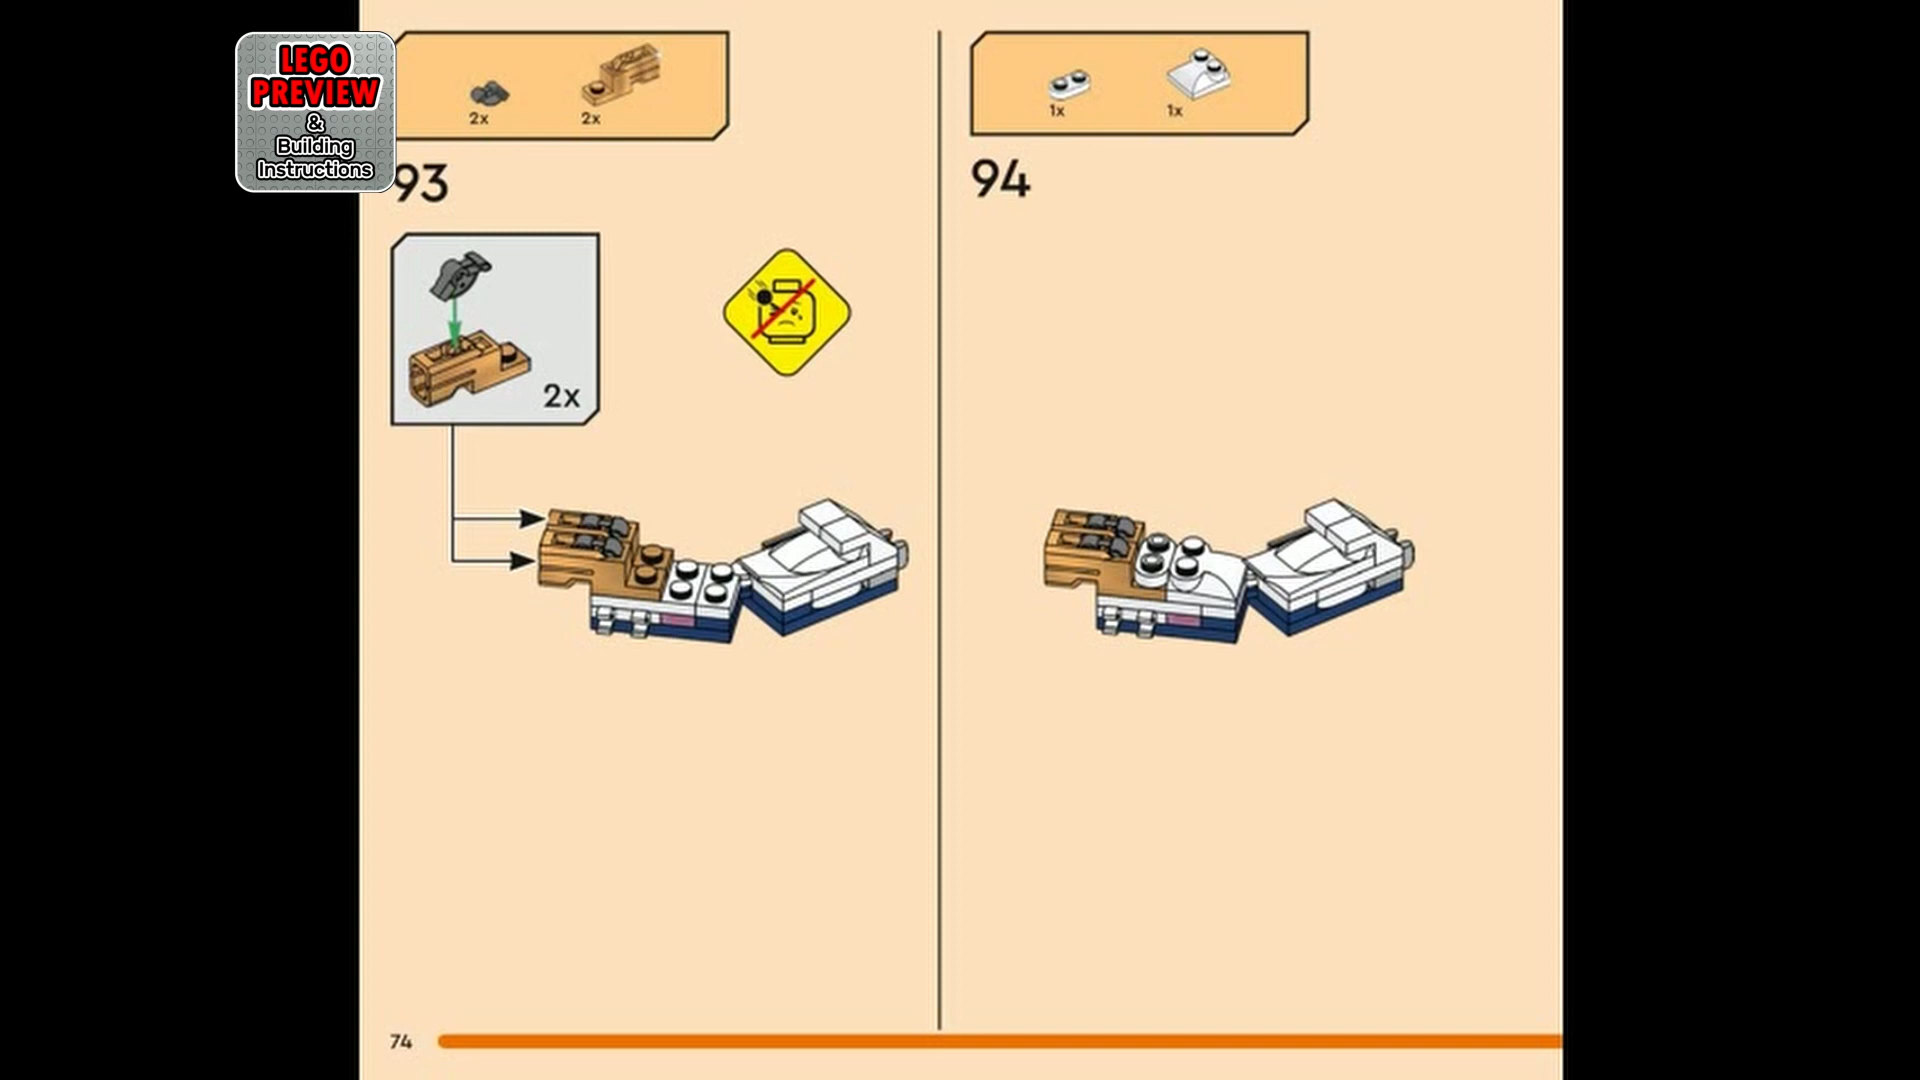 LEGO
PREVIEW
&
Building
Instructions
2x
2x
93
2x
1x
1x
94
74